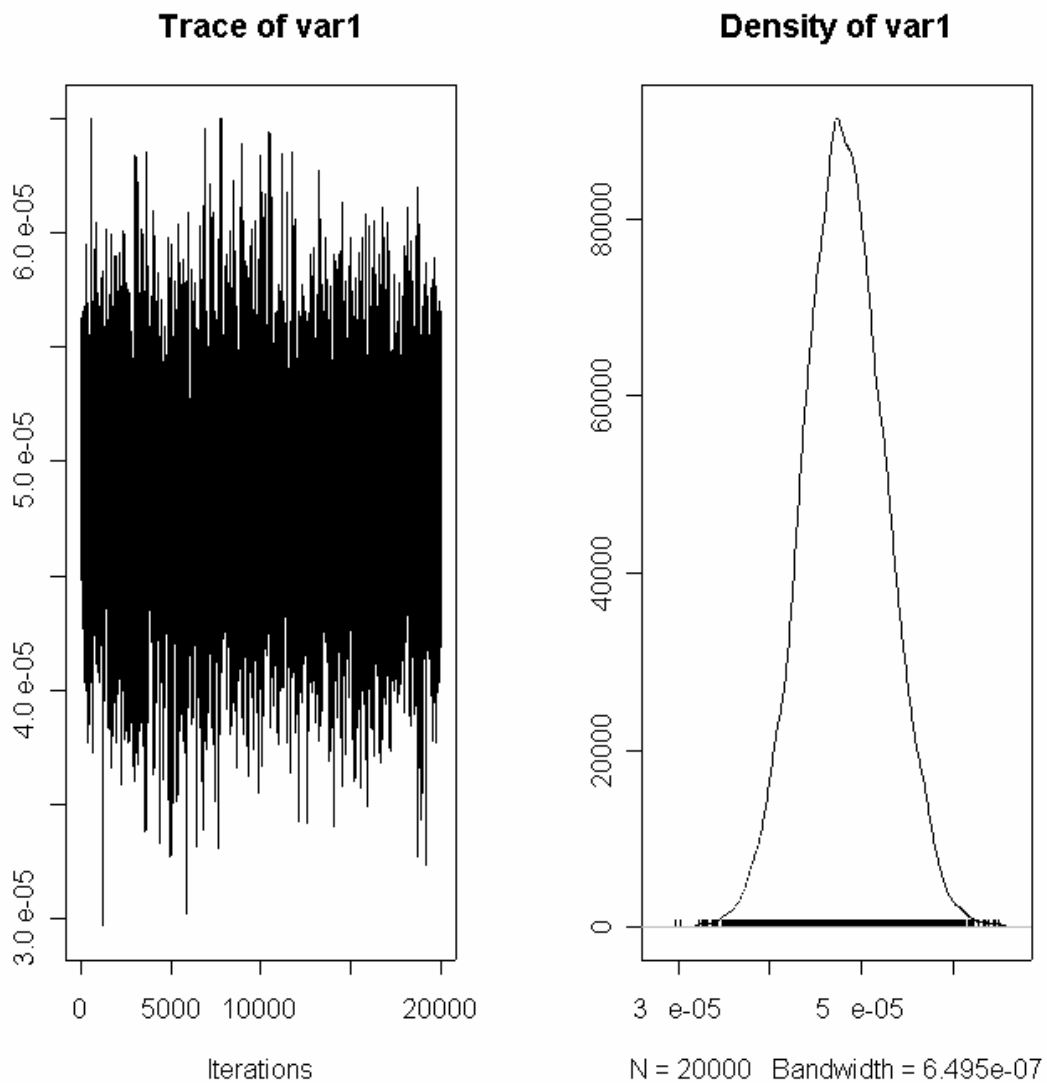 Trace of var1
3.0 e-05 4.0 e-05 5.0 e-05 6.0 e-05
0 5000 10000 20000
Iterations
Density of var1
0 20000 40000 60000 80000
3 e-05 5 e-05
N = 20000 Bandwidth = 6.495e-07